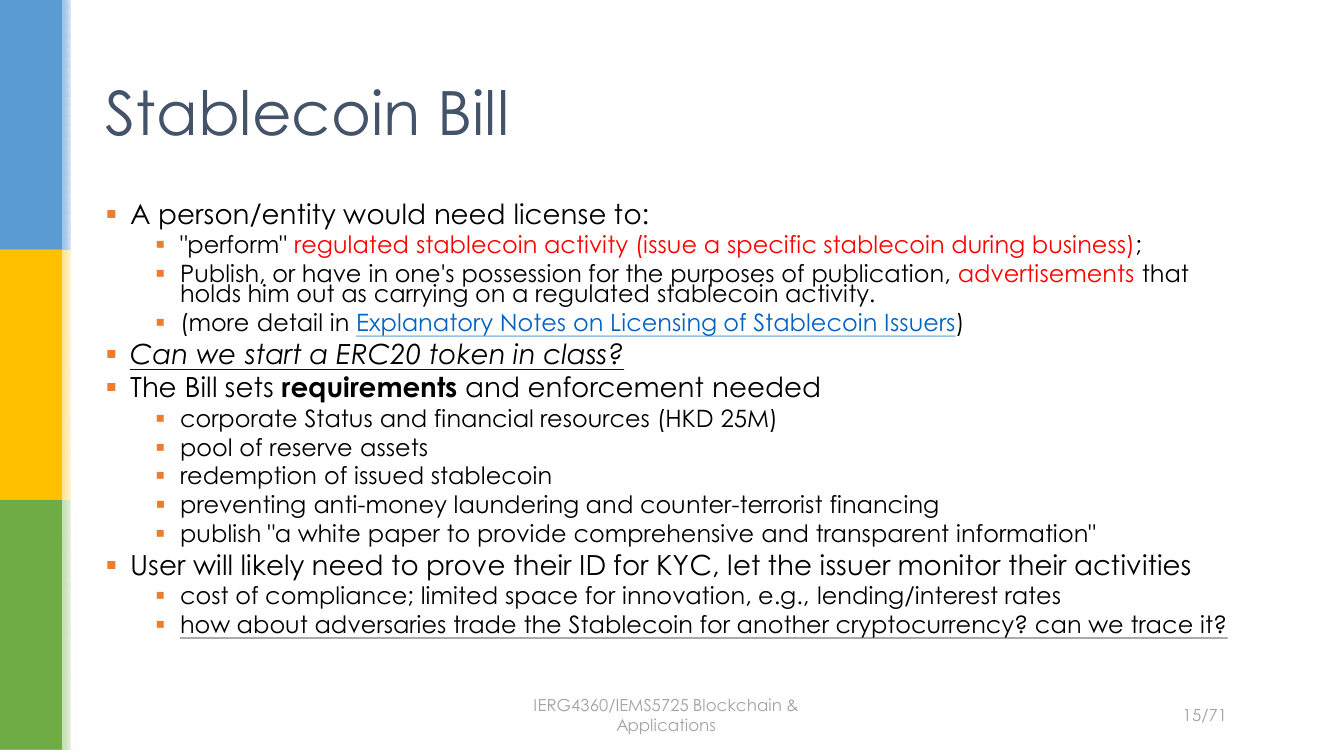 Stablecoin Bill
A person/entity would need license to:
"perform" regulated stablecoin activity (issue a specific stablecoin during business);
Publish, or have in one's possession for the purposes of publication, advertisements that
holds him out as carrying on a regulated stablecoin activity.
(more detail in Explanatory Notes on Licensing of Stablecoin Issuers)
Can we start a ERC20 token in class?
The Bill sets requirements and enforcement needed
corporate Status and financial resources (HKD 25M)
pool of reserve assets
redemption of issued stablecoin
preventing anti-money laundering and counter-terrorist financing
publish "a white paper to provide comprehensive and transparent information"
User will likely need to prove their ID for KYC, let the issuer monitor their activities
cost of compliance; limited space for innovation, e.g., lending/interest rates
how about adversaries trade the Stablecoin for another cryptocurrency? can we trace it?
IERG4360/IEMS5725 Blockchain &
Applications
15/71